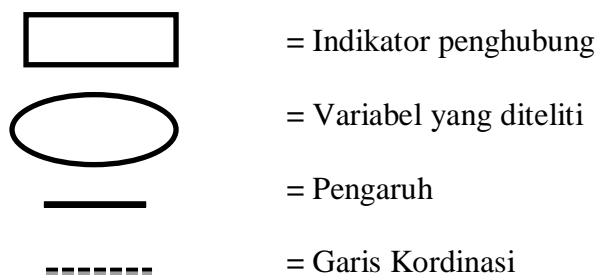 = Indikator penghubung
= Variabel yang diteliti
= Pengaruh
= Garis Kordinasi